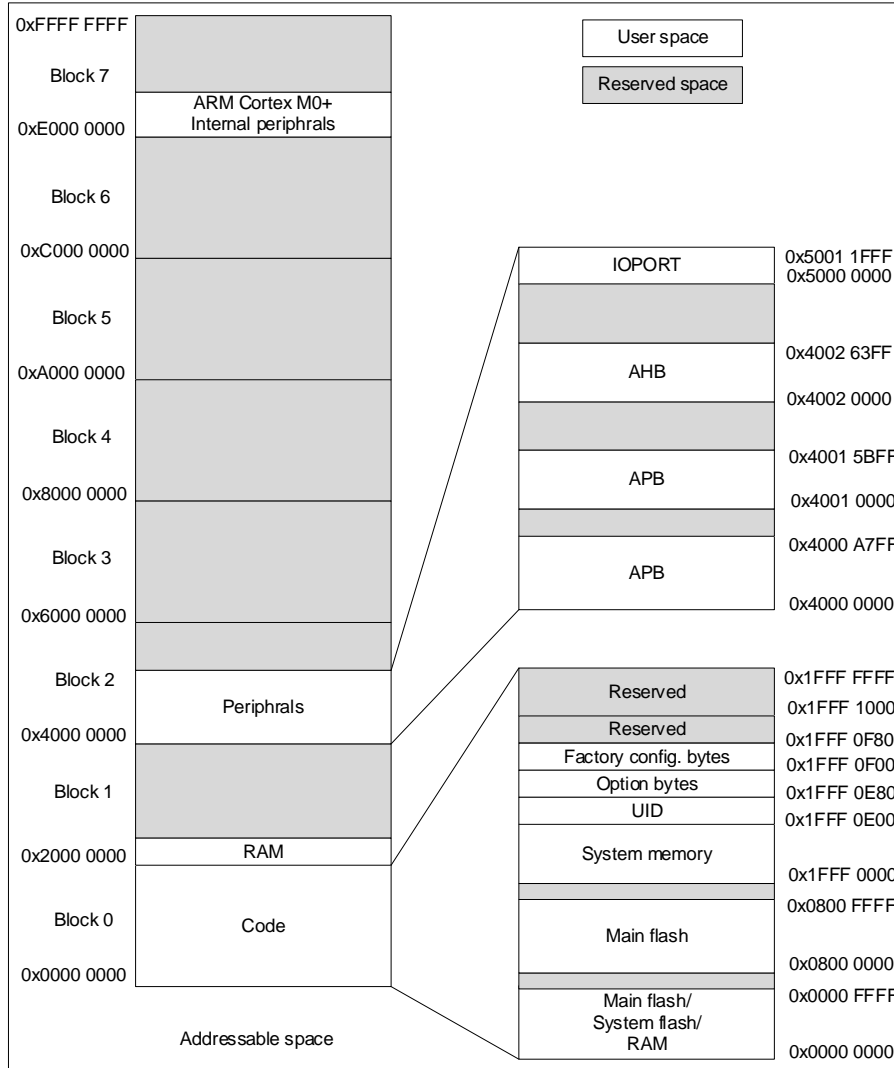 0xFFFF FFFF
Block 7
ARM Cortex M0+
Internal periphrals
0xE000 0000
Block 6
0xC000 0000
Block 5
0xA000 0000
Block 4
0x8000 0000
Block 3
0x6000 0000
Block 2
Periphrals
0x4000 0000
Block 1
0x2000 0000
RAM
Block 0
Code
0x0000 0000
Addressable space
User space
Reserved space
IOPORT
0x5001 1FFF
0x5000 0000
0x4002 63FF
AHB
0x4002 0000
0x4001 5BFF
APB
0x4001 0000
0x4000 A7FF
APB
0x4000 0000
0x1FFF FFFF
Reserved
0x1FFF 1000
Reserved
0x1FFF 0F80
Factory config. bytes
0x1FFF 0F00
Option bytes
0x1FFF 0E80
UID
0x1FFF 0E00
System memory
0x1FFF 0000
0x0800 FFFF
Main flash
0x0800 0000
0x0000 FFFF
Main flash/
System flash/
RAM
0x0000 0000